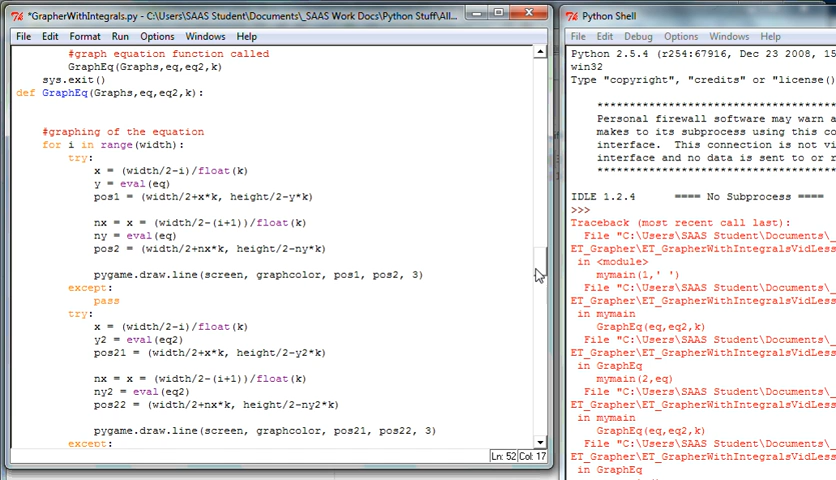 *GrapherWithIntegrals.py - C:\Users\SAAS Student\Documents\_SAAS Work Docs\Python Stuff\All...
File Edit Format Run Options Windows Help
#graph equation function called
GraphEq(Graphs,eq,eq2,k)
sys.exit()
def GraphEq(Graphs,eq,eq2,k):
#graphing of the equation
for i in range(width):
try:
x = (width/2-i)/float(k)
y = eval(eq)
pos1 = (width/2+x*k, height/2-y*k)
nx = x = (width/2-(i+1))/float(k)
ny = eval(eq)
pos2 = (width/2+nx*k, height/2-ny*k)
pygame.draw.line(screen, graphcolor, pos1, pos2, 3)
except:
pass
try:
x = (width/2-i)/float(k)
y2 = eval(eq2)
pos21 = (width/2+x*k, height/2-y2*k)
nx = x = (width/2-(i+1))/float(k)
ny2 = eval(eq2)
pos22 = (width/2+nx*k, height/2-ny2*k)
pygame.draw.line(screen, graphcolor, pos21, pos22, 3)
except:
Ln: 52 Col: 17
Python Shell
File Edit Debug Options Windows Help
Python 2.5.4 (r254:67916, Dec 23 2008, 15
win32
Type "copyright", "credits" or "license()
****************************************
Personal firewall software may warn a
makes to its subprocess using this co
interface. This connection is not vi
interface and no data is sent to or r
****************************************
IDLE 1.2.4 ==== No Subprocess ====
>>>
Traceback (most recent call last):
File "C:\Users\SAAS Student\Documents\_
ET_Grapher\ET_GrapherWithIntegralsVidLess
in <module>
mymain(1,' ')
File "C:\Users\SAAS Student\Documents\_
ET_Grapher\ET_GrapherWithIntegralsVidLess
in mymain
GraphEq(eq,eq2,k)
File "C:\Users\SAAS Student\Documents\_
ET_Grapher\ET_GrapherWithIntegralsVidLess
in GraphEq
mymain(2,eq)
File "C:\Users\SAAS Student\Documents\_
ET_Grapher\ET_GrapherWithIntegralsVidLess
in mymain
GraphEq(eq,eq2,k)
File "C:\Users\SAAS Student\Documents\_
ET_Grapher\ET_GrapherWithIntegralsVidLess
in GraphEq